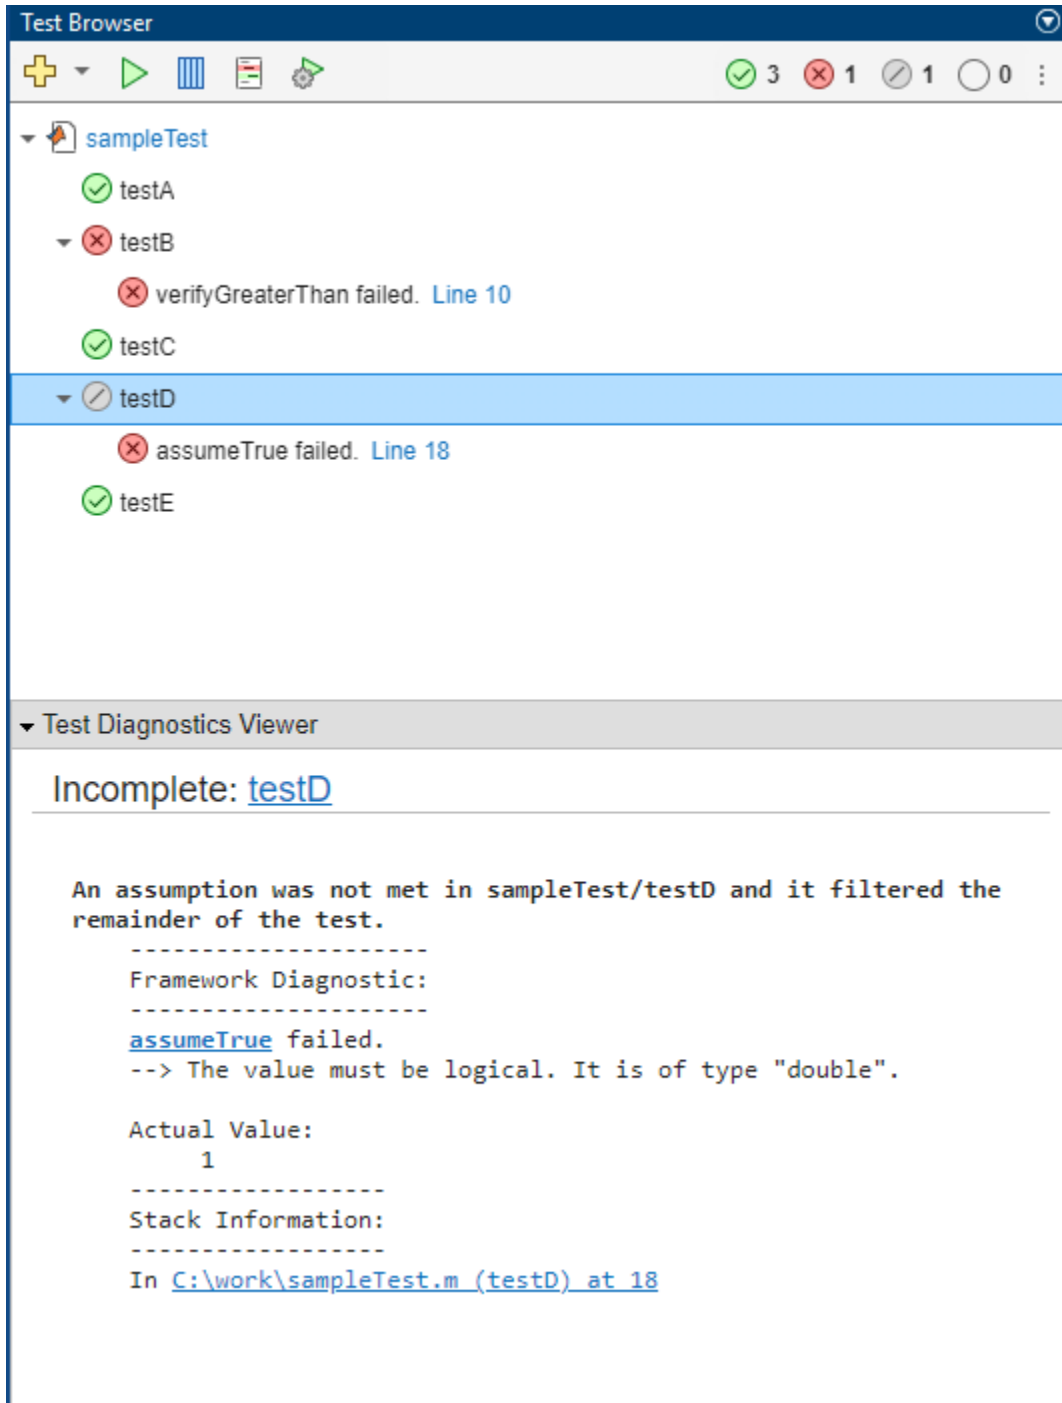 Test Browser
3 1 1 0
sampleTest
testA
testB
verifyGreaterThan failed. Line 10
testC
testD
assumeTrue failed. Line 18
testE
Test Diagnostics Viewer
Incomplete: testD
An assumption was not met in sampleTest/testD and it filtered the
remainder of the test.
---------------------
Framework Diagnostic:
---------------------
assumeTrue failed.
--> The value must be logical. It is of type "double".
Actual Value:
1
------------------
Stack Information:
------------------
In C:\work\sampleTest.m (testD) at 18